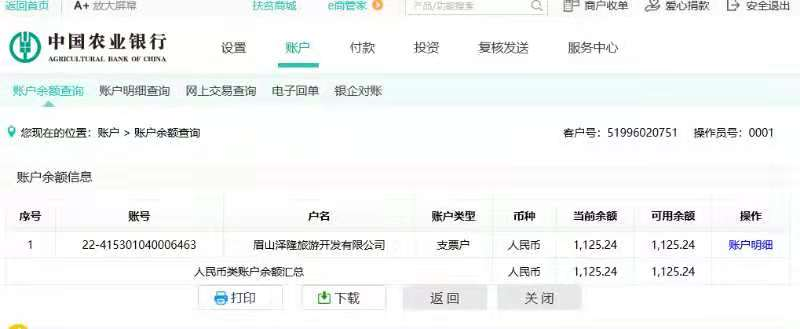 返回首页 A+ 放大屏幕 扶贫商城 e商管家 产品/功能搜索 商户收单 爱心捐款 安全退出
中国农业银行 设置 账户 付款 投资 复核发送 服务中心
AGRICULTURAL BANK OF CHINA
账户余额查询 账户明细查询 网上交易查询 电子回单 银企对账
您现在的位置：账户 > 账户余额查询 客户号：51996020751 操作员号：0001
账户余额信息
序号 账号 户名 账户类型 币种 当前余额 可用余额 操作
1 22-415301040006463 眉山泽隆旅游开发有限公司 支票户 人民币 1,125.24 1,125.24 账户明细
人民币类账户余额汇总 人民币 1,125.24 1,125.24
打印 下载 返回 关闭